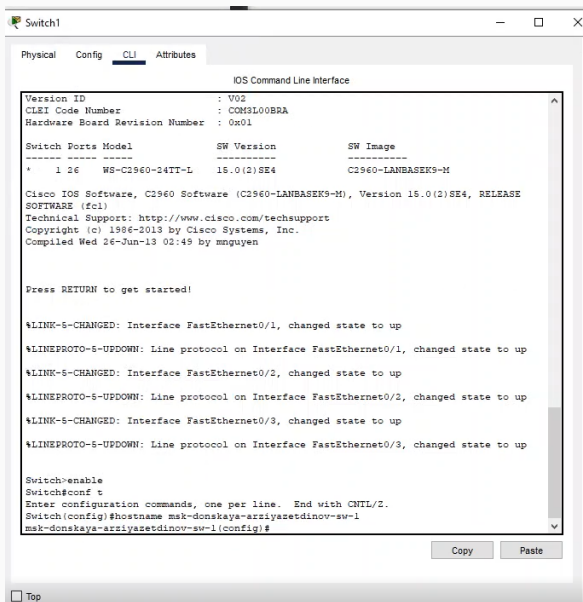 Switch1
Physical Config CLI Attributes
IOS Command Line Interface
Version ID : V02
CLEI Code Number : COM3L00BRA
Hardware Board Revision Number : 0x01
Switch Ports Model SW Version SW Image
------ ----- ----- ---------- ----------
* 1 26 WS-C2960-24TT-L 15.0(2)SE4 C2960-LANBASEK9-M
Cisco IOS Software, C2960 Software (C2960-LANBASEK9-M), Version 15.0(2)SE4, RELEASE
SOFTWARE (fc1)
Technical Support: http://www.cisco.com/techsupport
Copyright (c) 1986-2013 by Cisco Systems, Inc.
Compiled Wed 26-Jun-13 02:49 by mnguyen
Press RETURN to get started!
%LINK-5-CHANGED: Interface FastEthernet0/1, changed state to up
%LINEPROTO-5-UPDOWN: Line protocol on Interface FastEthernet0/1, changed state to up
%LINK-5-CHANGED: Interface FastEthernet0/2, changed state to up
%LINEPROTO-5-UPDOWN: Line protocol on Interface FastEthernet0/2, changed state to up
%LINK-5-CHANGED: Interface FastEthernet0/3, changed state to up
%LINEPROTO-5-UPDOWN: Line protocol on Interface FastEthernet0/3, changed state to up
Switch>enable
Switch#conf t
Enter configuration commands, one per line. End with CNTL/Z.
Switch(config)#hostname msk-donskaya-arziyazetdinov-sw-1
msk-donskaya-arziyazetdinov-sw-1(config)#
Copy Paste
Top